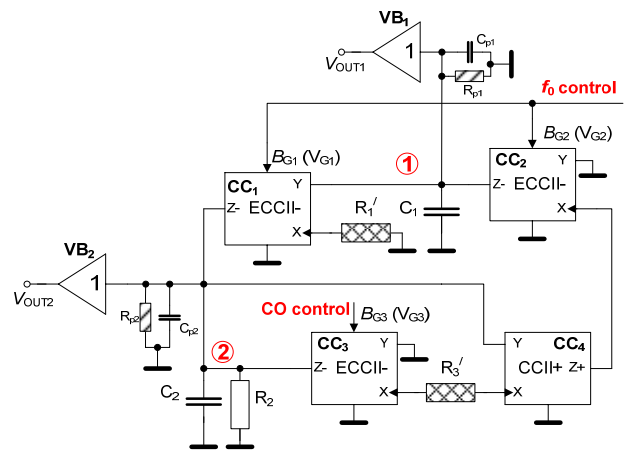 VB1
1
Cp1
VOUT1
Rp1
f0 control
BG1 (VG1)
BG2 (VG2)
1
CC1 Y
Z- ECCII-
X
CC2 Y
Z- ECCII-
X
R1/
C1
VB2
1
VOUT2
Rp2
Cp2
CO control
BG3 (VG3)
2
CC3 Y
Z- ECCII-
X
R3/
Y CC4
CCII+ Z+
X
C2
R2